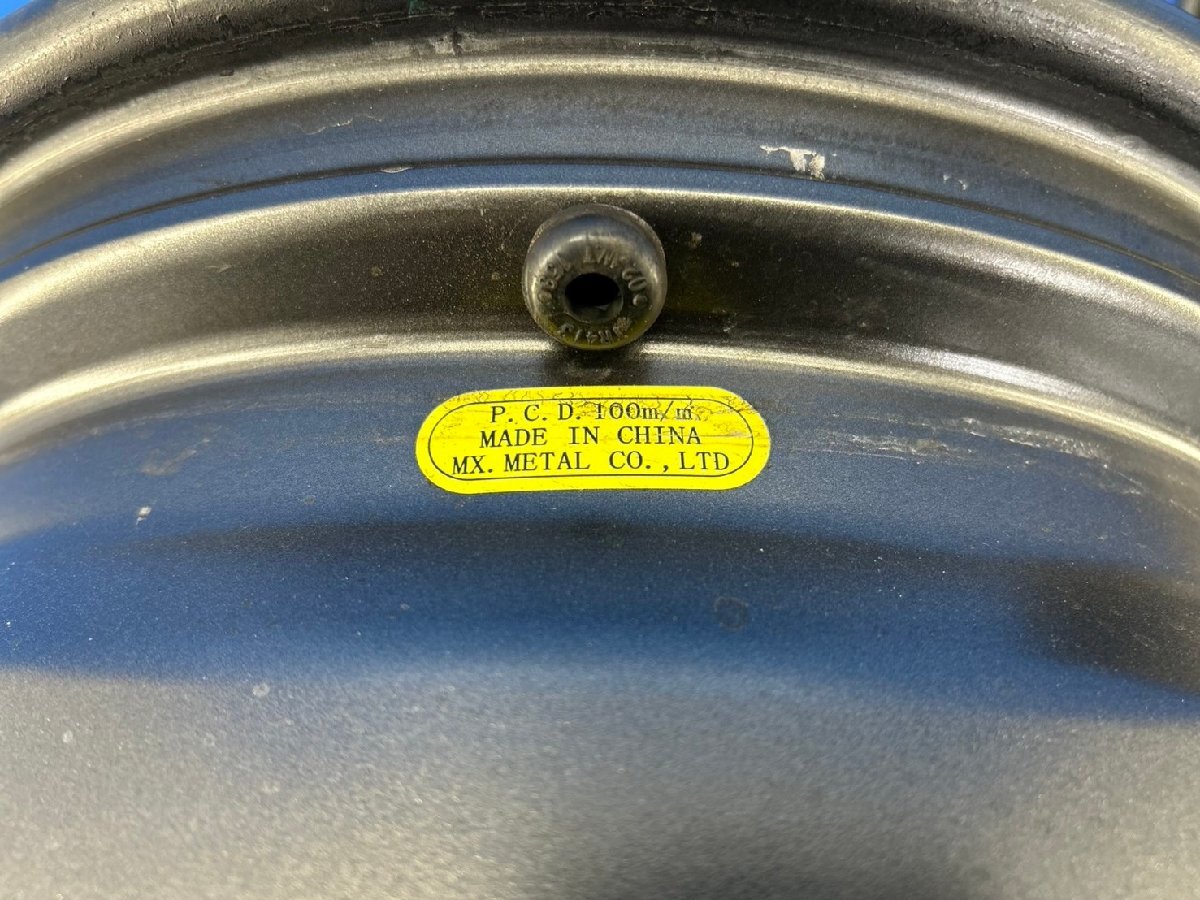 P. C. D. 100m/m
MADE IN CHINA
MX. METAL CO., LTD